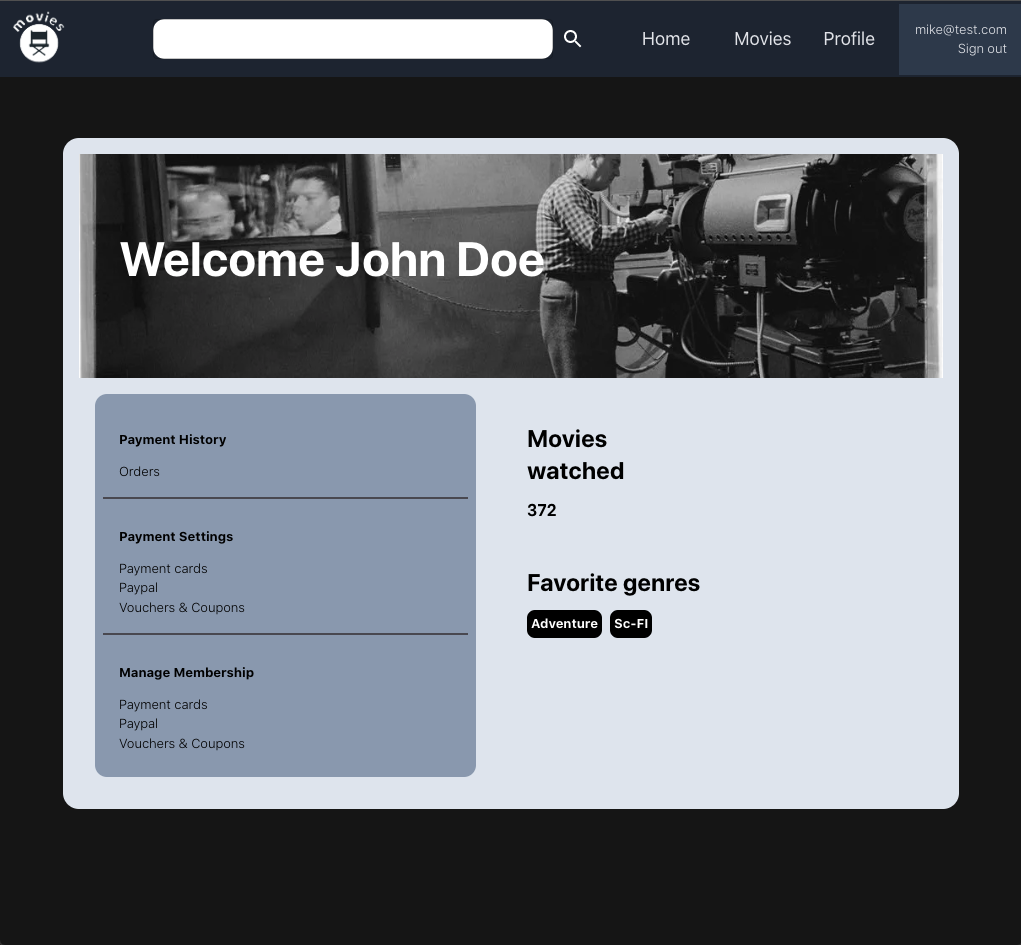 movies
Home
Movies
Profile
mike@test.com
Sign out
Welcome John Doe
Payment History
Orders
Payment Settings
Payment cards
Paypal
Vouchers & Coupons
Manage Membership
Payment cards
Paypal
Vouchers & Coupons
Movies
watched
372
Favorite genres
Adventure
Sc-FI